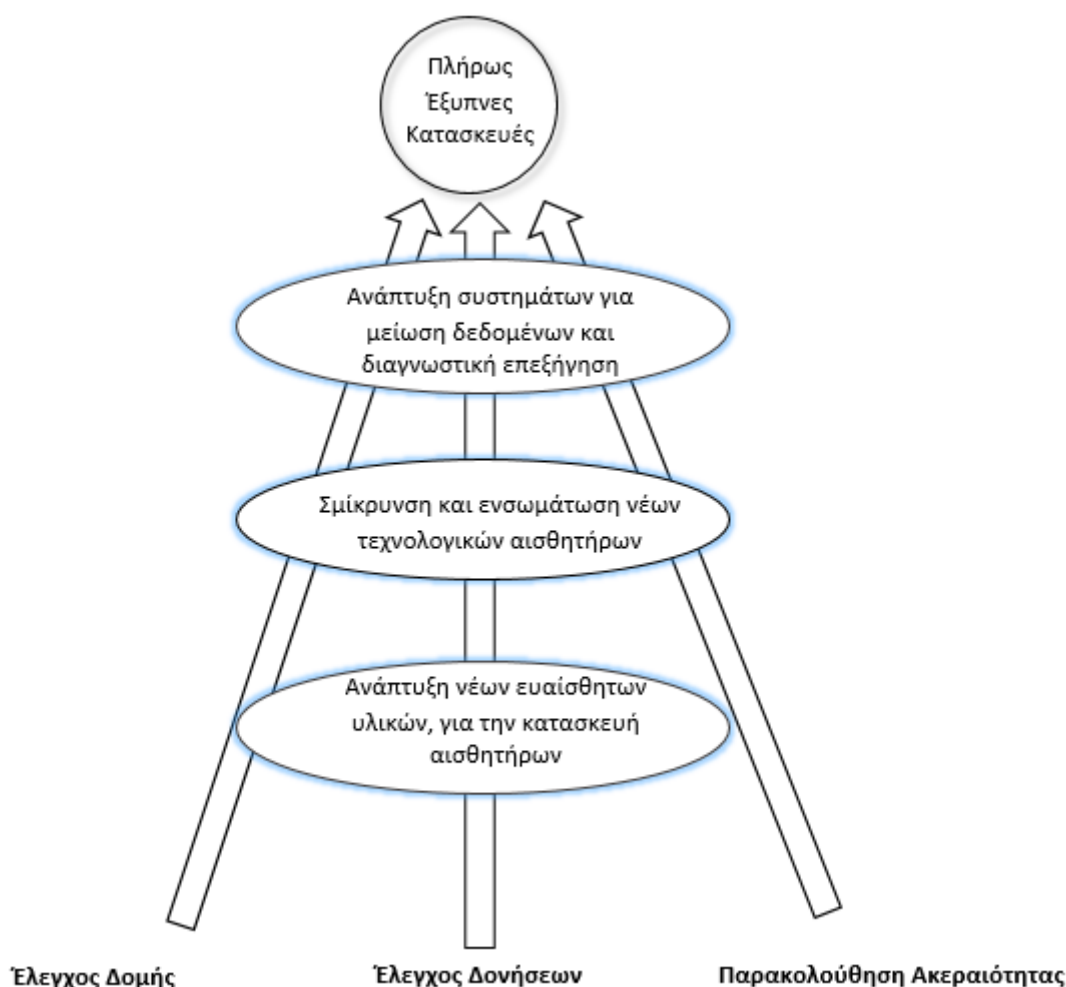 Πλήρως
Έξυπνες
Κατασκευές
Ανάπτυξη συστημάτων για
μείωση δεδομένων και
διαγνωστική επεξήγηση
Σμίκρυνση και ενσωμάτωση νέων
τεχνολογικών αισθητήρων
Ανάπτυξη νέων ευαίσθητων
υλικών, για την κατασκευή
αισθητήρων
Έλεγχος Δομής
Έλεγχος Δονήσεων
Παρακολούθηση Ακεραιότητας